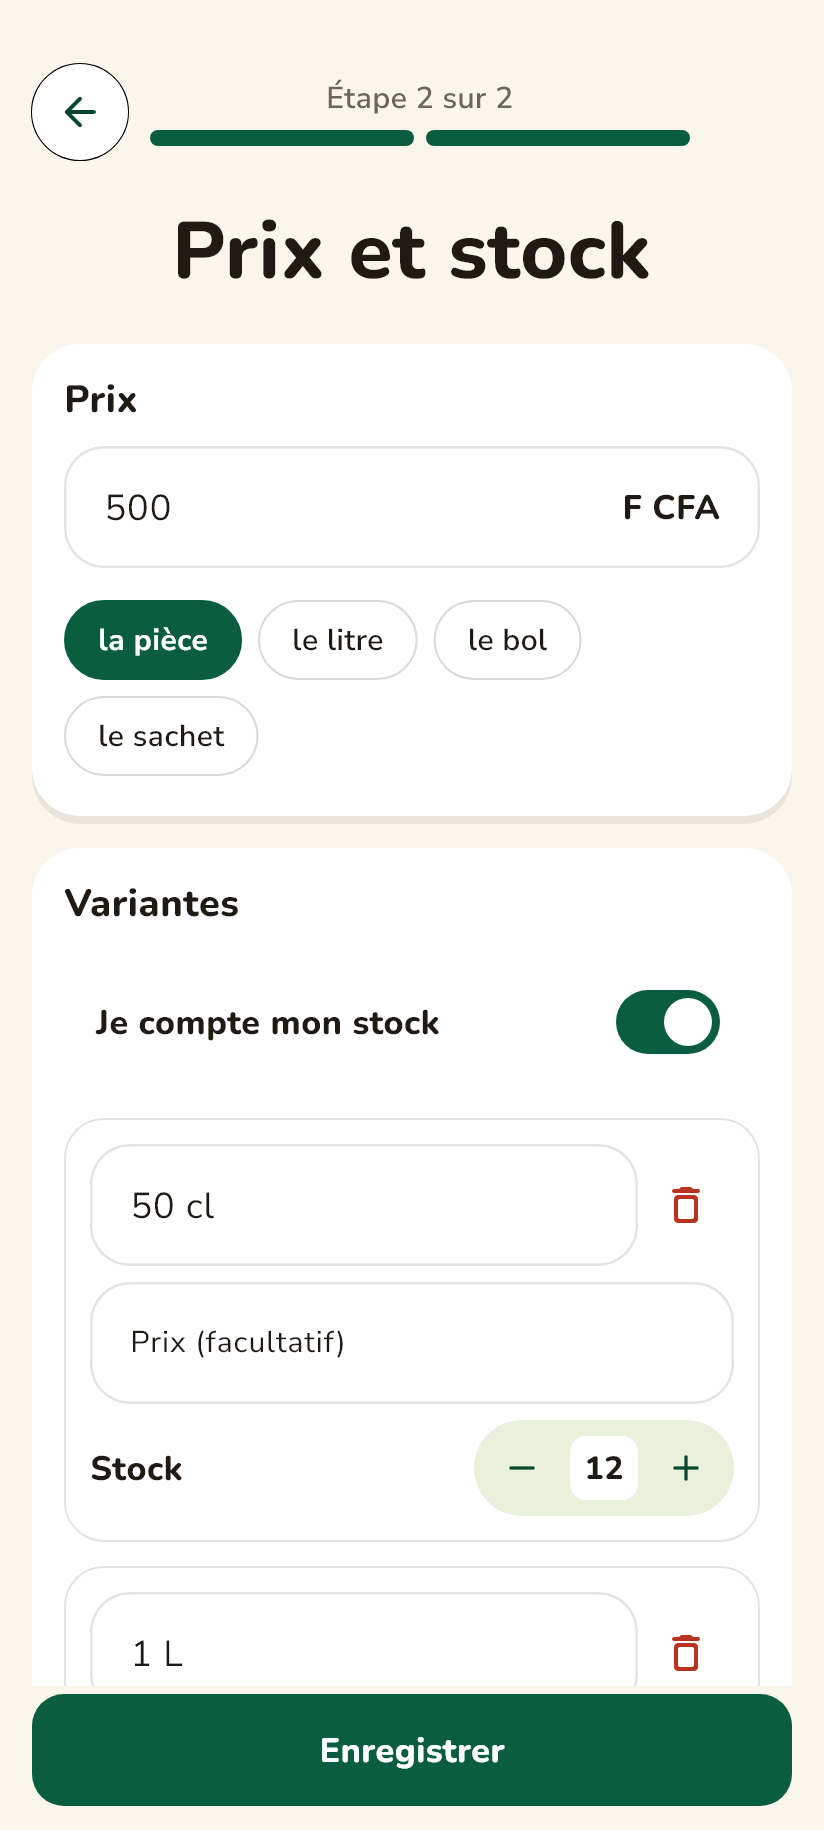 Étape 2 sur 2
Prix et stock
Prix
500 F CFA
la pièce le litre le bol
le sachet
Variantes
Je compte mon stock
50 cl
Prix (facultatif)
Stock 12
1 L
Enregistrer